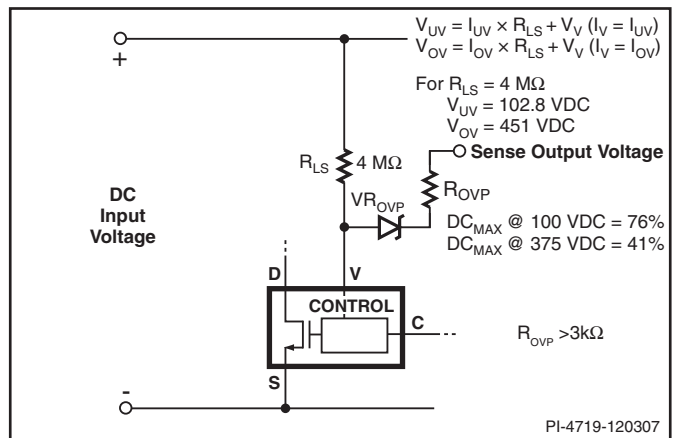 V_UV = I_UV × R_LS + V_V (I_V = I_UV)
V_OV = I_OV × R_LS + V_V (I_V = I_OV)
+
For R_LS = 4 MΩ
V_UV = 102.8 VDC
V_OV = 451 VDC
Sense Output Voltage
R_LS
4 MΩ
R_OVP
VR_OVP
DC
Input
Voltage
DC_MAX @ 100 VDC = 76%
DC_MAX @ 375 VDC = 41%
D
V
CONTROL
C
R_OVP >3kΩ
S
-
PI-4719-120307